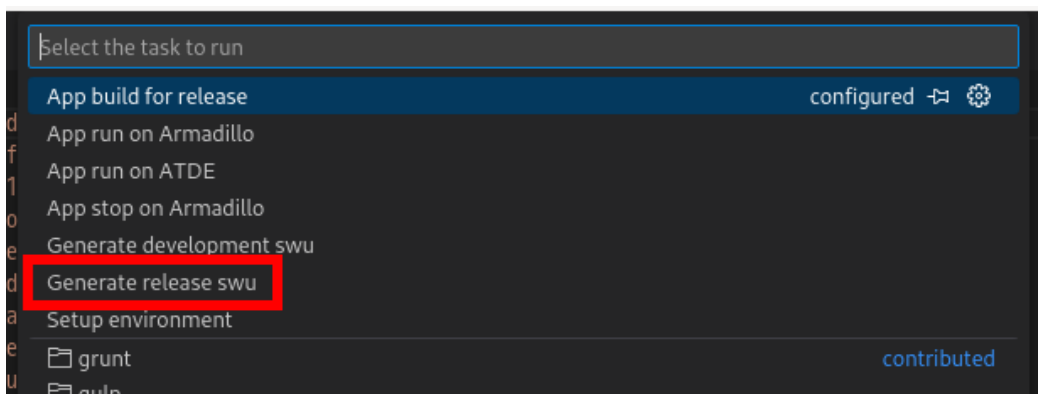 Select the task to run
App build for release configured
App run on Armadillo
App run on ATDE
App stop on Armadillo
Generate development swu
Generate release swu
Setup environment
grunt contributed
gulp